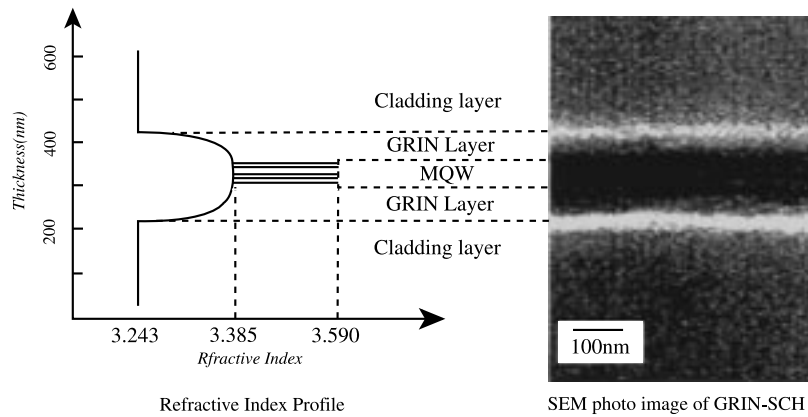 600
400
200
Thickness(nm)
Cladding layer
GRIN Layer
MQW
GRIN Layer
Cladding layer
3.243 3.385 3.590
Rfractive Index
100nm
Refractive Index Profile
SEM photo image of GRIN-SCH